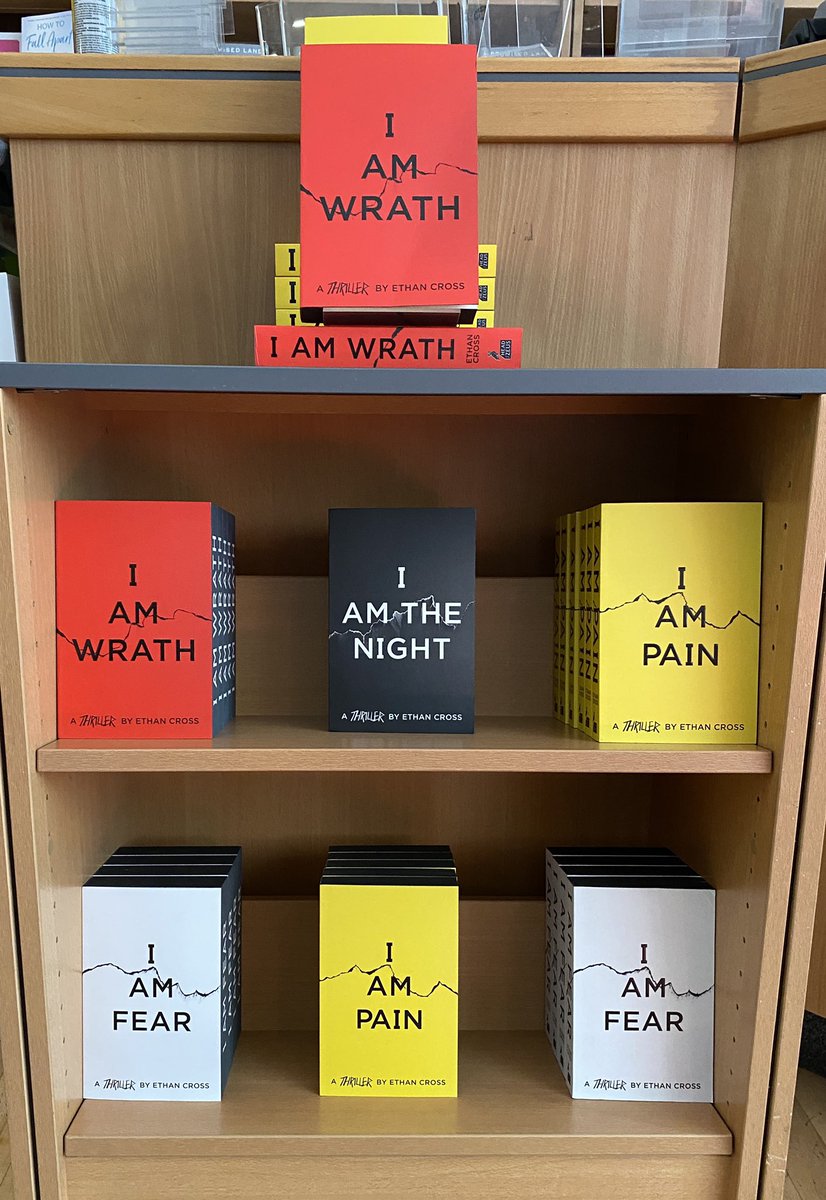 HOW TO
Fall Apart
I
AM
WRATH
A THRILLER BY ETHAN CROSS
I
I
I
I AM WRATH
ETHAN
CROSS
HEAD
ZEUS
I
AM
WRATH
A THRILLER BY ETHAN CROSS
I
AM THE
NIGHT
A THRILLER BY ETHAN CROSS
I
AM
PAIN
A THRILLER BY ETHAN CROSS
I
AM
FEAR
A THRILLER BY ETHAN CROSS
I
AM
PAIN
A THRILLER BY ETHAN CROSS
I
AM
FEAR
A THRILLER BY ETHAN CROSS